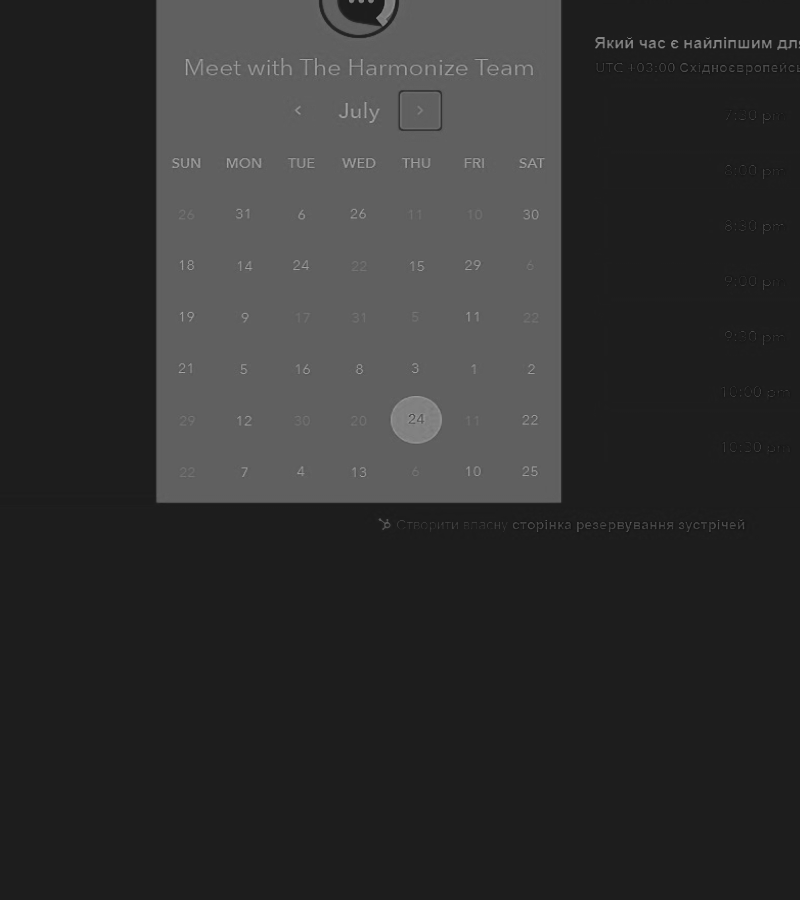 Meet with The Harmonize Team
July
SUN MON TUE WED THU FRI SAT
26 31 6 26 11 10 30
18 14 24 22 15 29 6
19 9 17 31 5 11 22
21 5 16 8 3 1 2
29 12 30 20 24 11 22
22 7 4 13 6 10 25
Який час є найліпшим для
UTC +03:00 Східноєвропейсь
7:30 pm
8:00 pm
8:30 pm
9:00 pm
9:30 pm
10:00 pm
10:30 pm
Створити власну сторінка резервування зустрічей